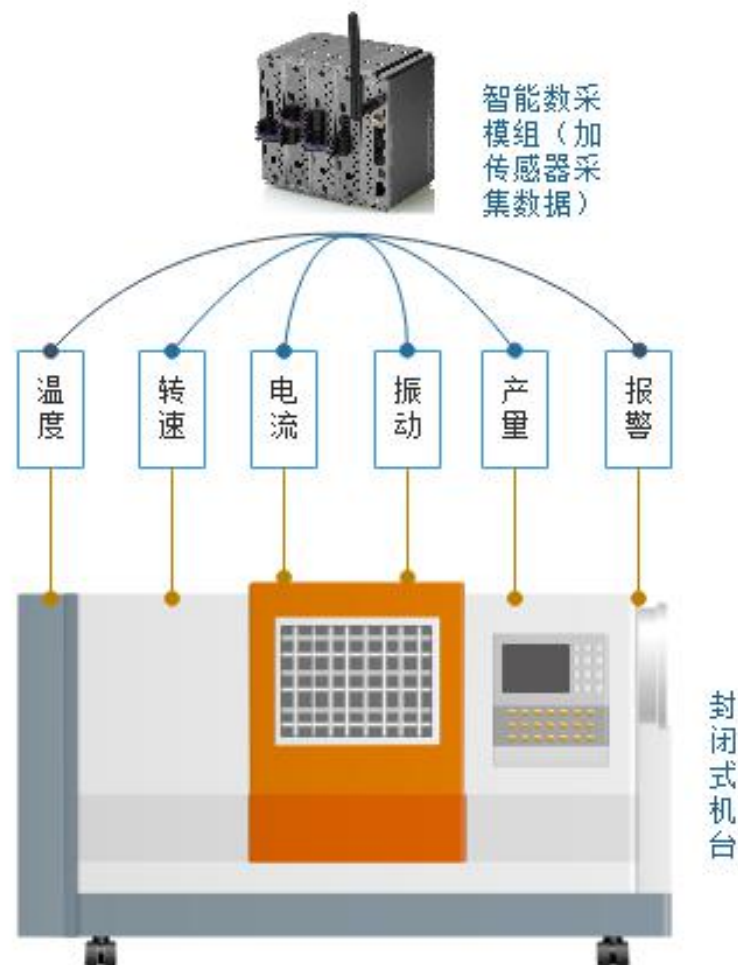 智能数采
模组（加
传感器采
集数据）
温度
转速
电流
振动
产量
报警
封闭式机台